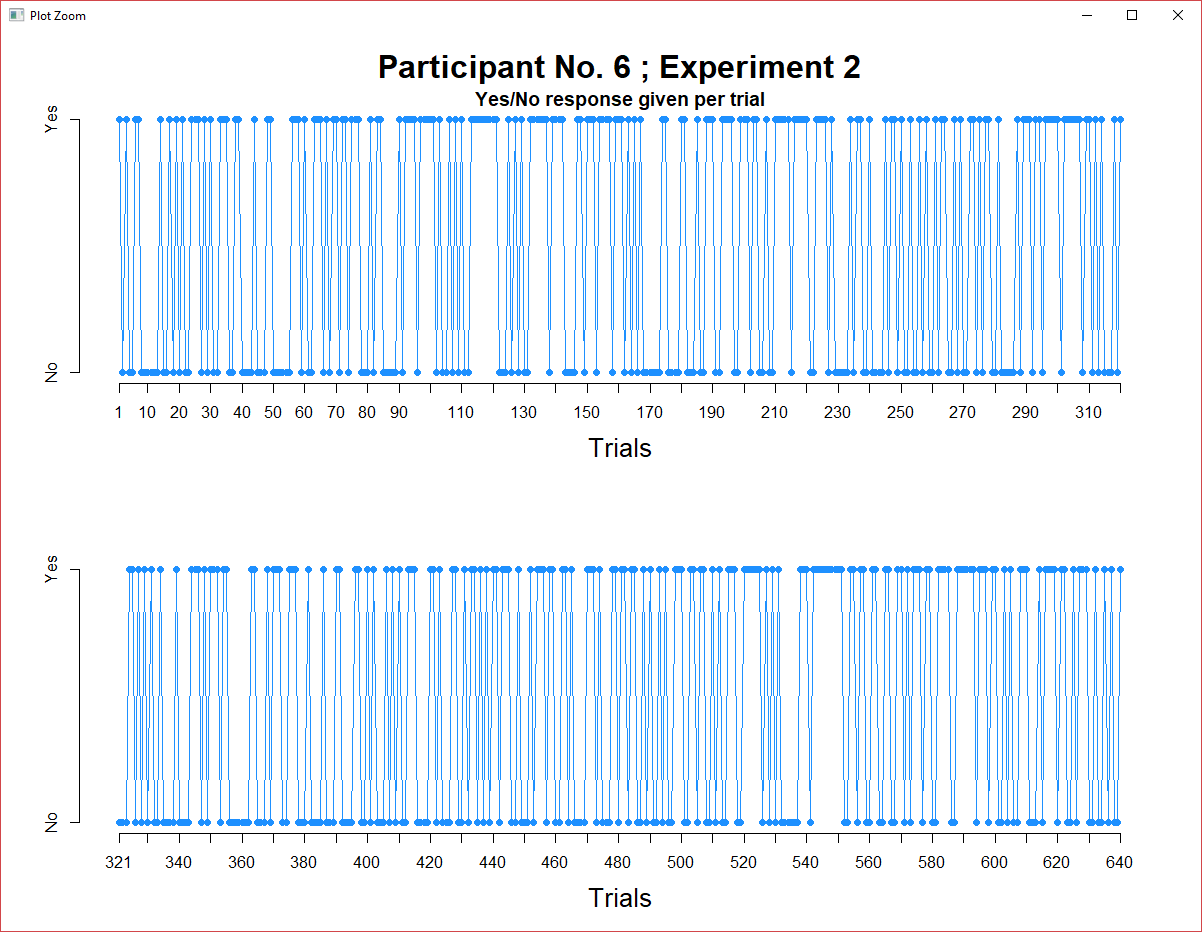 Plot Zoom
Participant No. 6 ; Experiment 2
Yes/No response given per trial
Yes
No
1 10 20 30 40 50 60 70 80 90 110 130 150 170 190 210 230 250 270 290 310
Trials
Yes
No
321 340 360 380 400 420 440 460 480 500 520 540 560 580 600 620 640
Trials